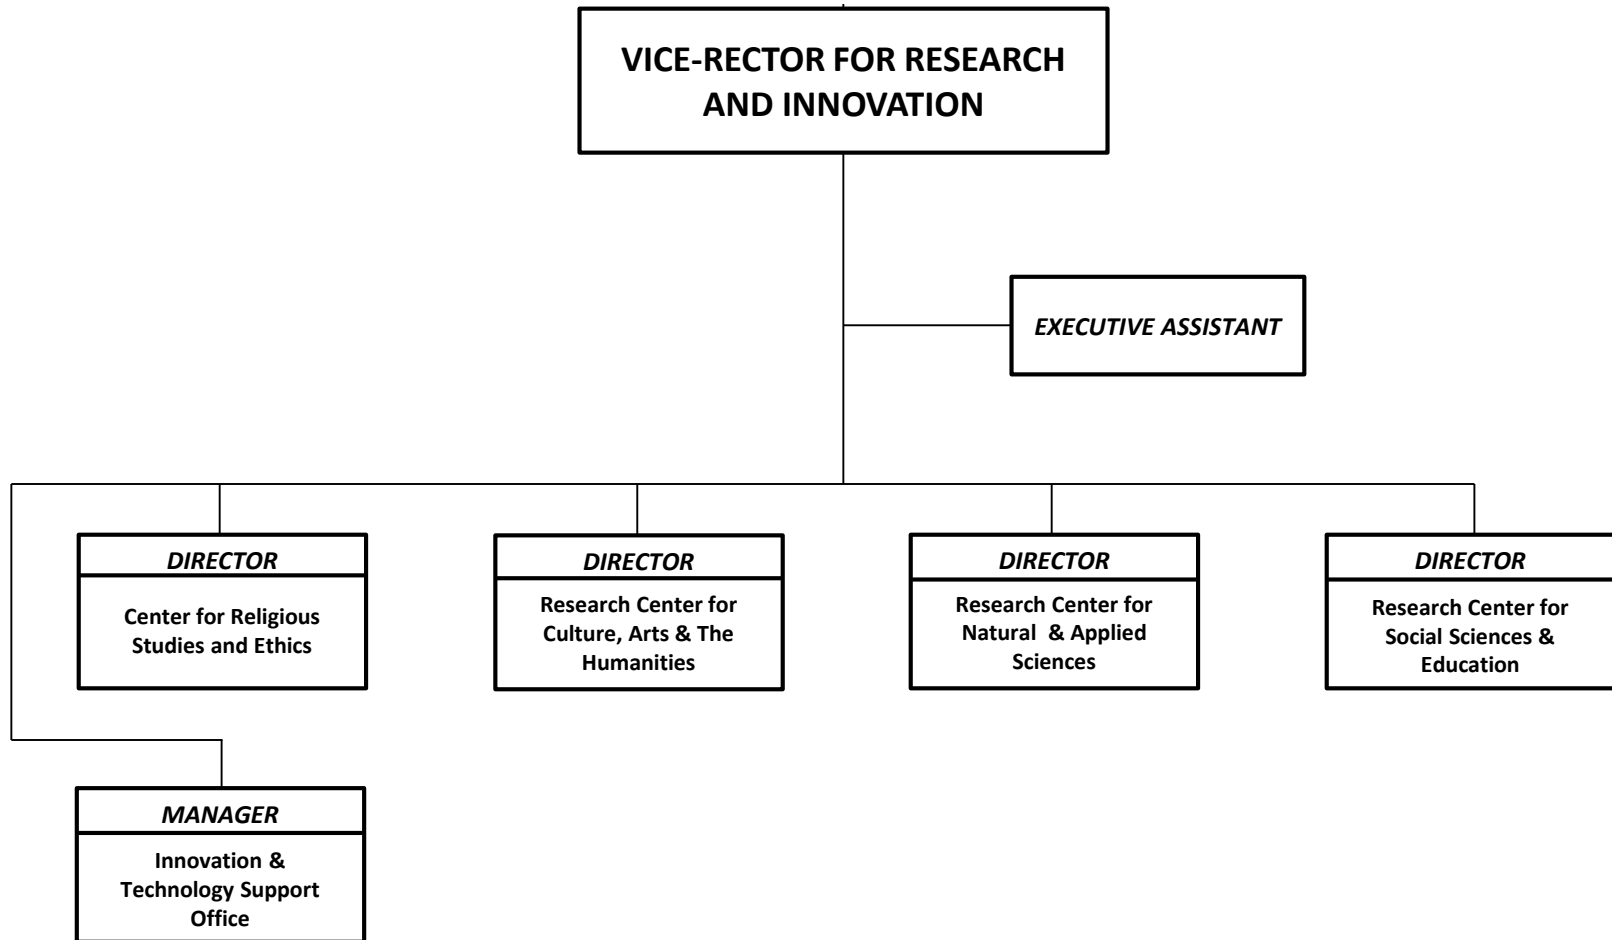 VICE-RECTOR FOR RESEARCH
AND INNOVATION
EXECUTIVE ASSISTANT
DIRECTOR
Center for Religious
Studies and Ethics
DIRECTOR
Research Center for
Culture, Arts & The
Humanities
DIRECTOR
Research Center for
Natural & Applied
Sciences
DIRECTOR
Research Center for
Social Sciences &
Education
MANAGER
Innovation &
Technology Support
Office